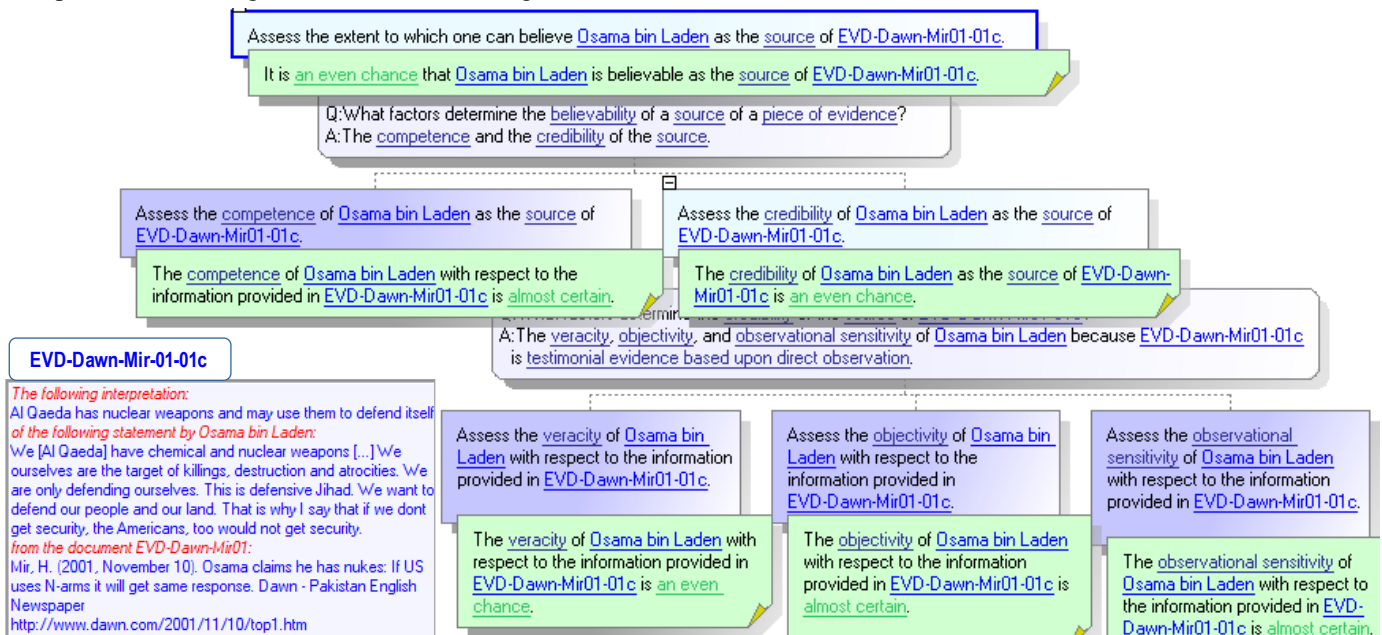 Assess the extent to which one can believe Osama bin Laden as the source of EVD-Dawn-Mir01-01c.
It is an even chance that Osama bin Laden is believable as the source of EVD-Dawn-Mir01-01c.
Q:What factors determine the believability of a source of a piece of evidence?
A:The competence and the credibility of the source.
Assess the competence of Osama bin Laden as the source of
EVD-Dawn-Mir01-01c.
The competence of Osama bin Laden with respect to the
information provided in EVD-Dawn-Mir01-01c is almost certain.
Assess the credibility of Osama bin Laden as the source of
EVD-Dawn-Mir01-01c.
The credibility of Osama bin Laden as the source of EVD-Dawn-
Mir01-01c is an even chance.
A:The veracity, objectivity, and observational sensitivity of Osama bin Laden because EVD-Dawn-Mir01-01c
is testimonial evidence based upon direct observation.
EVD-Dawn-Mir-01-01c
The following interpretation:
Al Qaeda has nuclear weapons and may use them to defend itself
of the following statement by Osama bin Laden:
We [Al Qaeda] have chemical and nuclear weapons [...] We
ourselves are the target of killings, destruction and atrocities. We
are only defending ourselves. This is defensive Jihad. We want to
defend our people and our land. That is why I say that if we dont
get security, the Americans, too would not get security.
from the document EVD-Dawn-Mir01:
Mir, H. (2001, November 10). Osama claims he has nukes: If US
uses N-arms it will get same response. Dawn - Pakistan English
Newspaper
http://www.dawn.com/2001/11/10/top1.htm
Assess the veracity of Osama bin
Laden with respect to the information
provided in EVD-Dawn-Mir01-01c.
The veracity of Osama bin Laden with
respect to the information provided in
EVD-Dawn-Mir01-01c is an even
chance.
Assess the objectivity of Osama bin
Laden with respect to the
information provided in
EVD-Dawn-Mir01-01c.
The objectivity of Osama bin Laden
with respect to the information
provided in EVD-Dawn-Mir01-01c is
almost certain.
Assess the observational
sensitivity of Osama bin Laden
with respect to the information
provided in EVD-Dawn-Mir01-01c.
The observational sensitivity of
Osama bin Laden with respect to
the information provided in EVD-
Dawn-Mir01-01c is almost certain.